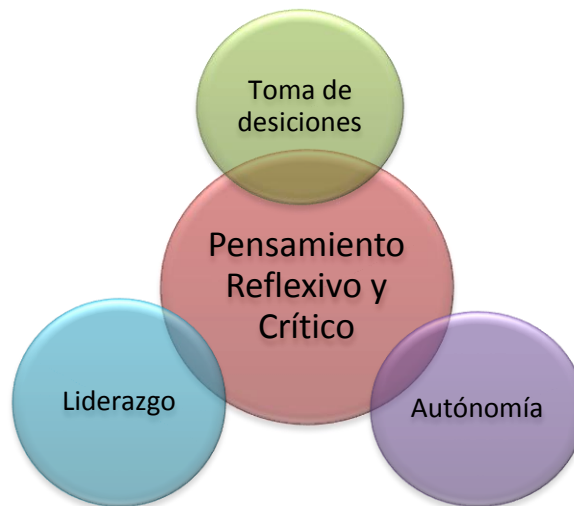 Toma de
desiciones
Pensamiento
Reflexivo y
Crítico
Liderazgo
Autónomía